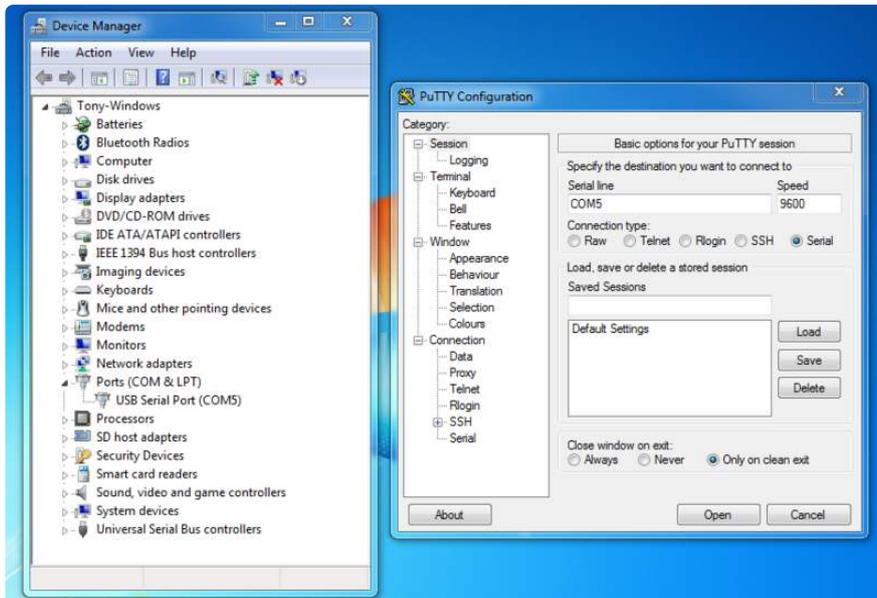 Device Manager
File Action View Help
Tony-Windows
Batteries
Bluetooth Radios
Computer
Disk drives
Display adapters
DVD/CD-ROM drives
IDE ATA/ATAPI controllers
IEEE 1394 Bus host controllers
Imaging devices
Keyboards
Mice and other pointing devices
Modems
Monitors
Network adapters
Ports (COM & LPT)
USB Serial Port (COM5)
Processors
SD host adapters
Security Devices
Smart card readers
Sound, video and game controllers
System devices
Universal Serial Bus controllers
PuTTY Configuration
Category:
Session
Logging
Terminal
Keyboard
Bell
Features
Window
Appearance
Behaviour
Translation
Selection
Colours
Connection
Data
Proxy
Telnet
Rlogin
SSH
Serial
Basic options for your PuTTY session
Specify the destination you want to connect to
Serial line Speed
COM5 9600
Connection type:
Raw Telnet Rlogin SSH Serial
Load, save or delete a stored session
Saved Sessions
Default Settings
Load
Save
Delete
Close window on exit:
Always Never Only on clean exit
About Open Cancel